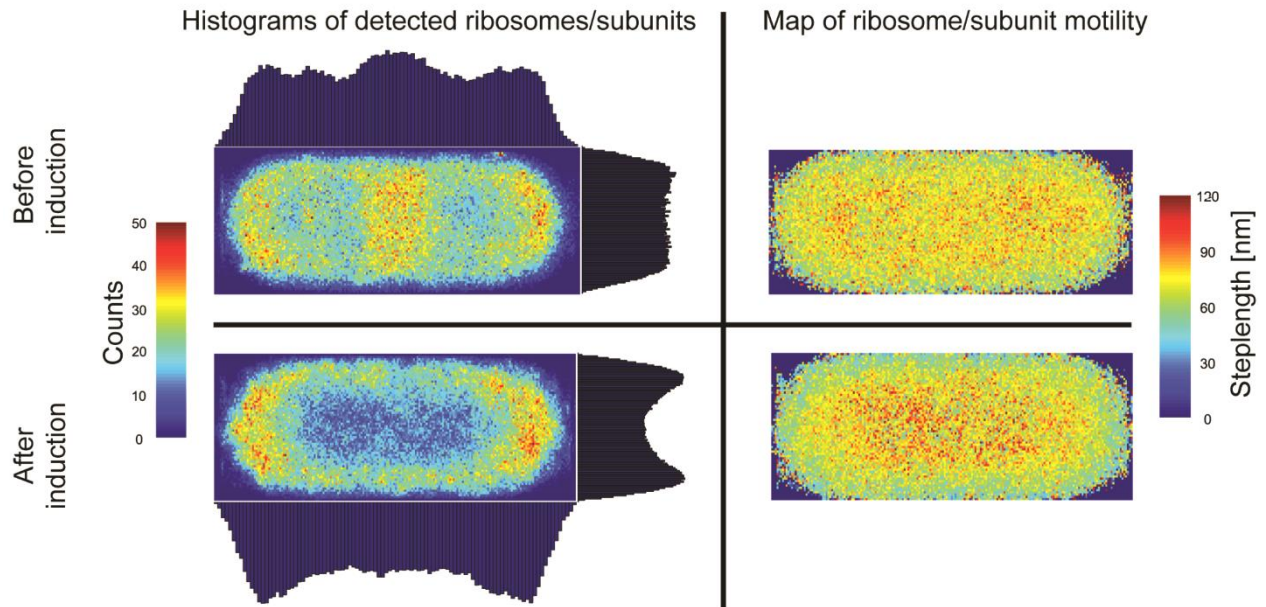 Histograms of detected ribosomes/subunits
Map of ribosome/subunit motility
Before
induction
After
induction
Counts
50
40
30
20
10
0
Steplength [nm]
120
90
60
30
0